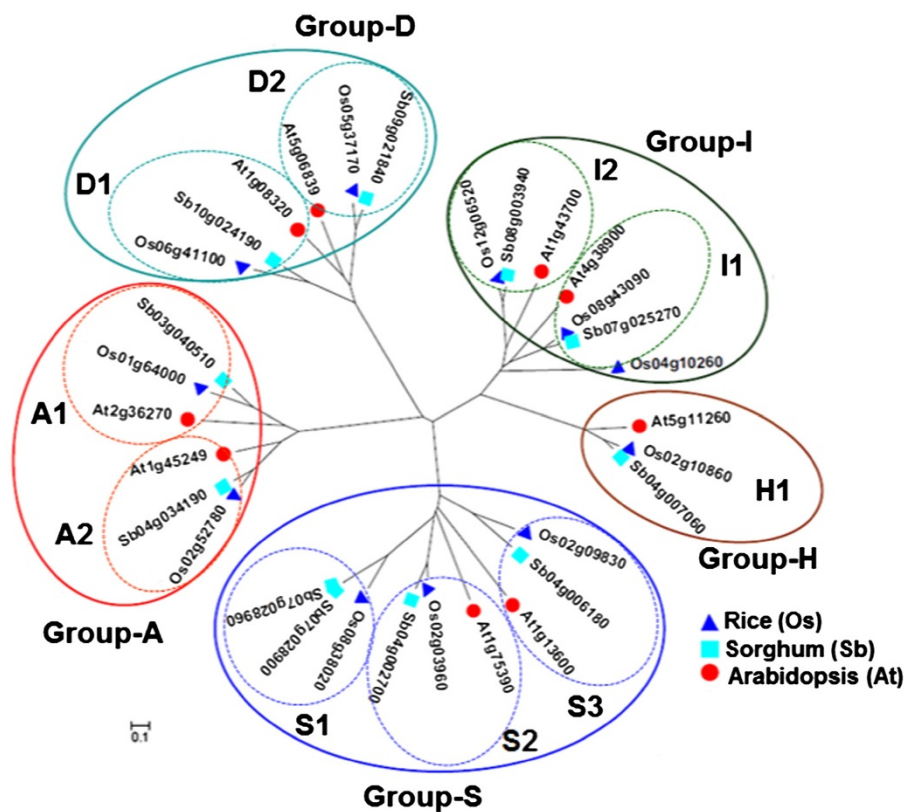 Group-D
D2
D1
Os06g41100
Sb10g024190
At1g08320
At5g06839
Os05g37170
Sb09g021840
Group-I
I2
I1
Os12g06520
Sb08g003940
At1g43700
At4g38900
Os08g43090
Sb07g025270
Os04g10260
A1
A2
Sb03g040510
Os01g64000
At2g36270
At1g45249
Sb04g034190
Os02g52780
Group-A
At5g11260
Os02g10860
Sb04g007060
H1
Group-H
Sb07g028960
Sb07g028900
Os08g38020
Sb04g002700
Os02g03960
At1g75390
At1g13600
Sb04g006180
Os02g09830
S1
S2
S3
Group-S
Rice (Os)
Sorghum (Sb)
Arabidopsis (At)
0.1